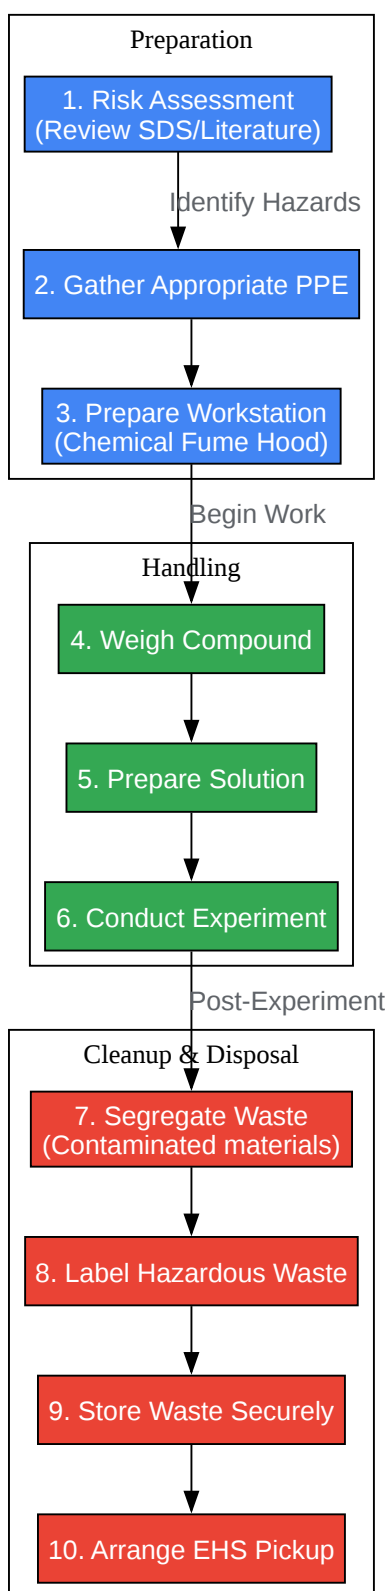 Preparation
1. Risk Assessment
(Review SDS/Literature)
Identify Hazards
2. Gather Appropriate PPE
3. Prepare Workstation
(Chemical Fume Hood)
Begin Work
Handling
4. Weigh Compound
5. Prepare Solution
6. Conduct Experiment
Post-Experiment
Cleanup & Disposal
7. Segregate Waste
(Contaminated materials)
8. Label Hazardous Waste
9. Store Waste Securely
10. Arrange EHS Pickup